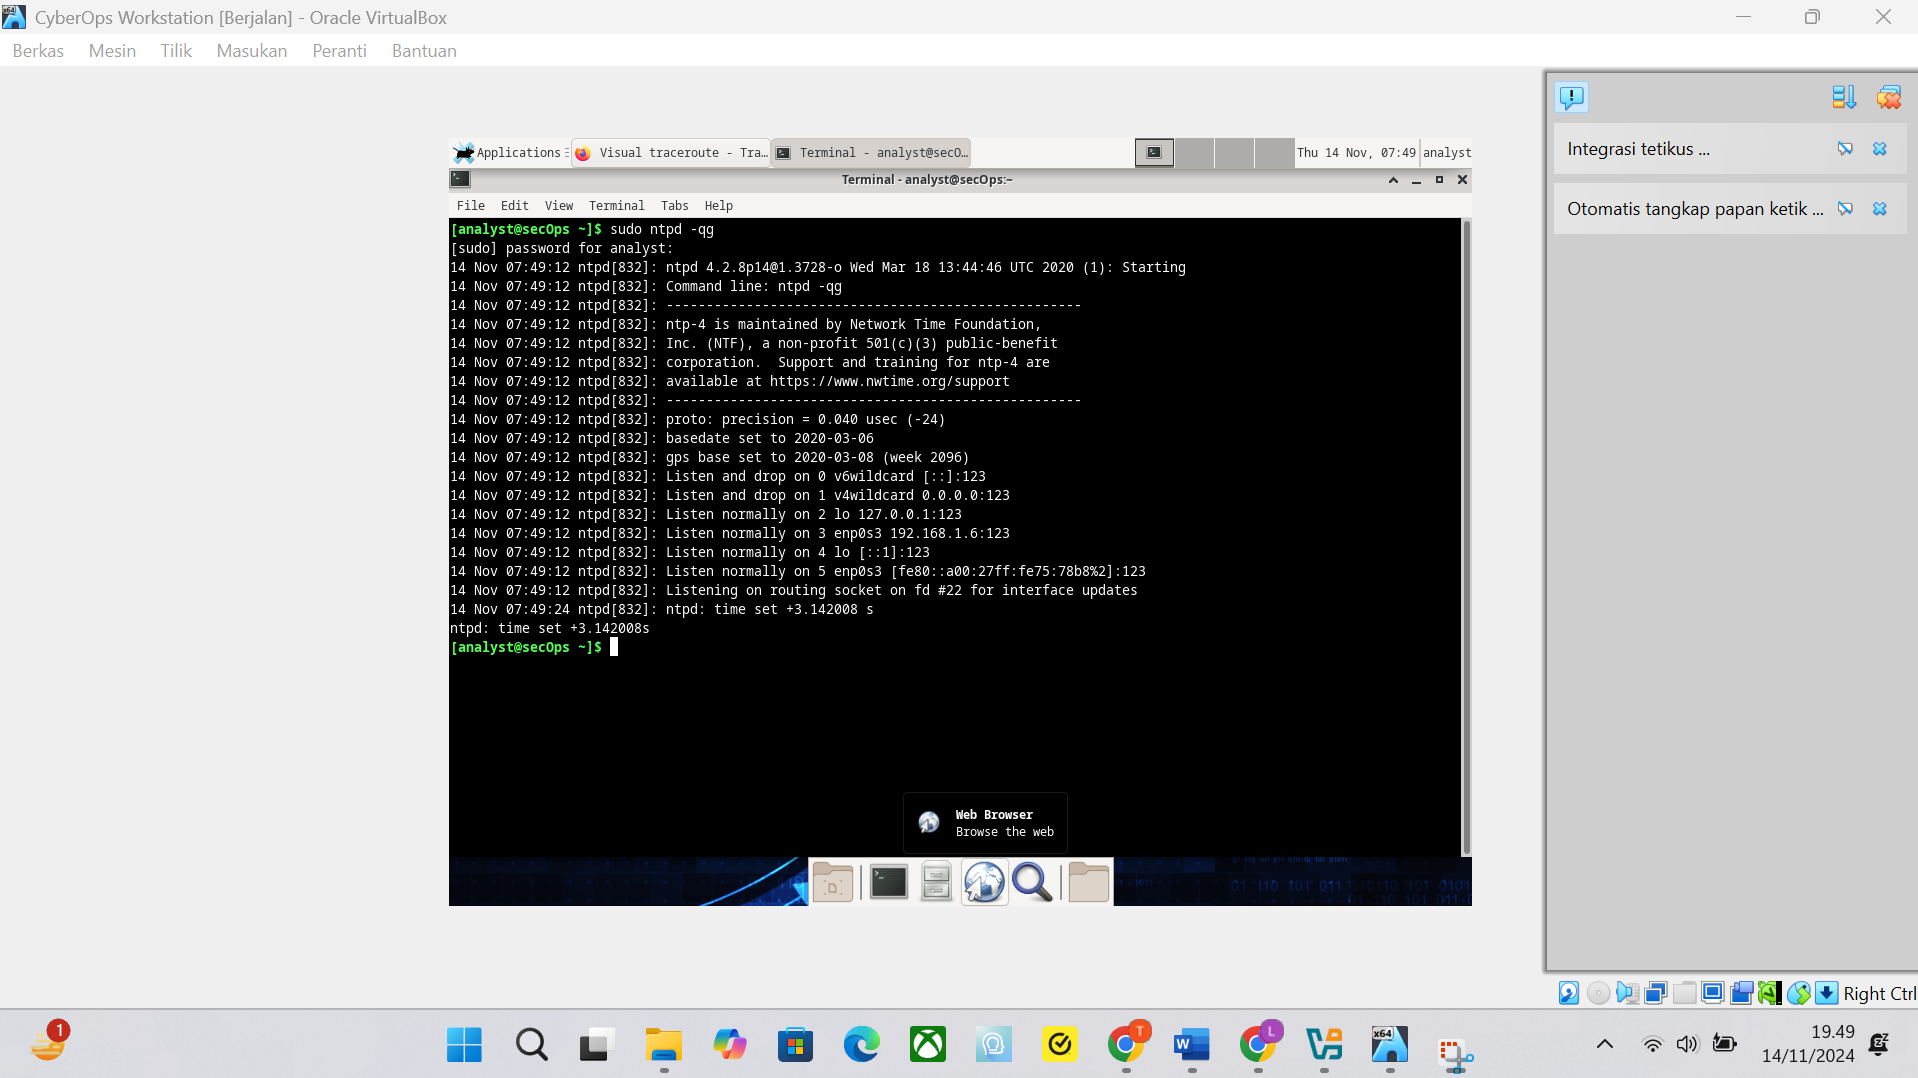 CyberOps Workstation [Berjalan] - Oracle VirtualBox
Berkas Mesin Tilik Masukan Peranti Bantuan
Integrasi tetikus ...
Otomatis tangkap papan ketik ...
Applications Visual traceroute - Tra... Terminal - analyst@secO... Thu 14 Nov, 07:49 analyst
Terminal - analyst@secOps:~
File Edit View Terminal Tabs Help
[analyst@secOps ~]$ sudo ntpd -qg
[sudo] password for analyst:
14 Nov 07:49:12 ntpd[832]: ntpd 4.2.8p14@1.3728-o Wed Mar 18 13:44:46 UTC 2020 (1): Starting
14 Nov 07:49:12 ntpd[832]: Command line: ntpd -qg
14 Nov 07:49:12 ntpd[832]: ----------------------------------------------------
14 Nov 07:49:12 ntpd[832]: ntp-4 is maintained by Network Time Foundation,
14 Nov 07:49:12 ntpd[832]: Inc. (NTF), a non-profit 501(c)(3) public-benefit
14 Nov 07:49:12 ntpd[832]: corporation.  Support and training for ntp-4 are
14 Nov 07:49:12 ntpd[832]: available at https://www.nwtime.org/support
14 Nov 07:49:12 ntpd[832]: ----------------------------------------------------
14 Nov 07:49:12 ntpd[832]: proto: precision = 0.040 usec (-24)
14 Nov 07:49:12 ntpd[832]: basedate set to 2020-03-06
14 Nov 07:49:12 ntpd[832]: gps base set to 2020-03-08 (week 2096)
14 Nov 07:49:12 ntpd[832]: Listen and drop on 0 v6wildcard [::]:123
14 Nov 07:49:12 ntpd[832]: Listen and drop on 1 v4wildcard 0.0.0.0:123
14 Nov 07:49:12 ntpd[832]: Listen normally on 2 lo 127.0.0.1:123
14 Nov 07:49:12 ntpd[832]: Listen normally on 3 enp0s3 192.168.1.6:123
14 Nov 07:49:12 ntpd[832]: Listen normally on 4 lo [::1]:123
14 Nov 07:49:12 ntpd[832]: Listen normally on 5 enp0s3 [fe80::a00:27ff:fe75:78b8%2]:123
14 Nov 07:49:12 ntpd[832]: Listening on routing socket on fd #22 for interface updates
14 Nov 07:49:24 ntpd[832]: ntpd: time set +3.142008 s
ntpd: time set +3.142008s
[analyst@secOps ~]$
Web Browser
Browse the web
Right Ctrl
1
x64
T
L
19.49
14/11/2024